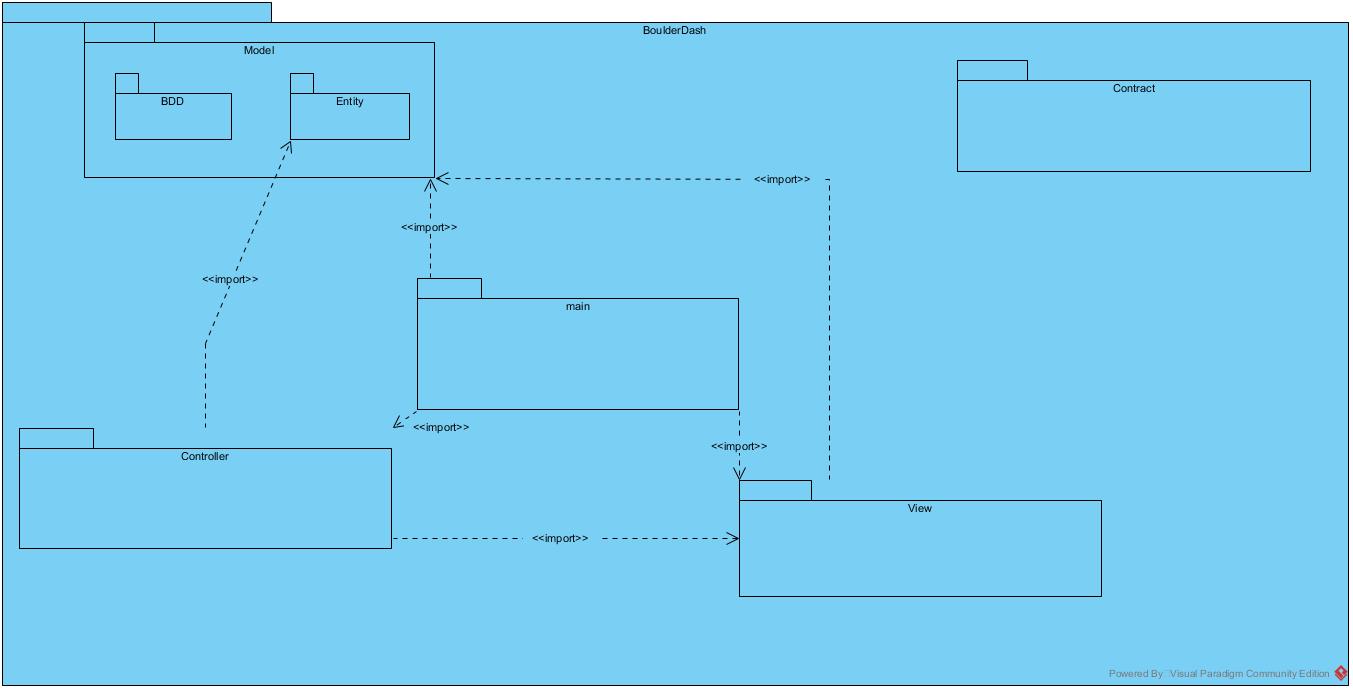 BoulderDash
Model
BDD
Entity
Contract
<<import>>
<<import>>
<<import>>
main
<<import>>
<<import>>
Controller
View
<<import>>
Powered By Visual Paradigm Community Edition